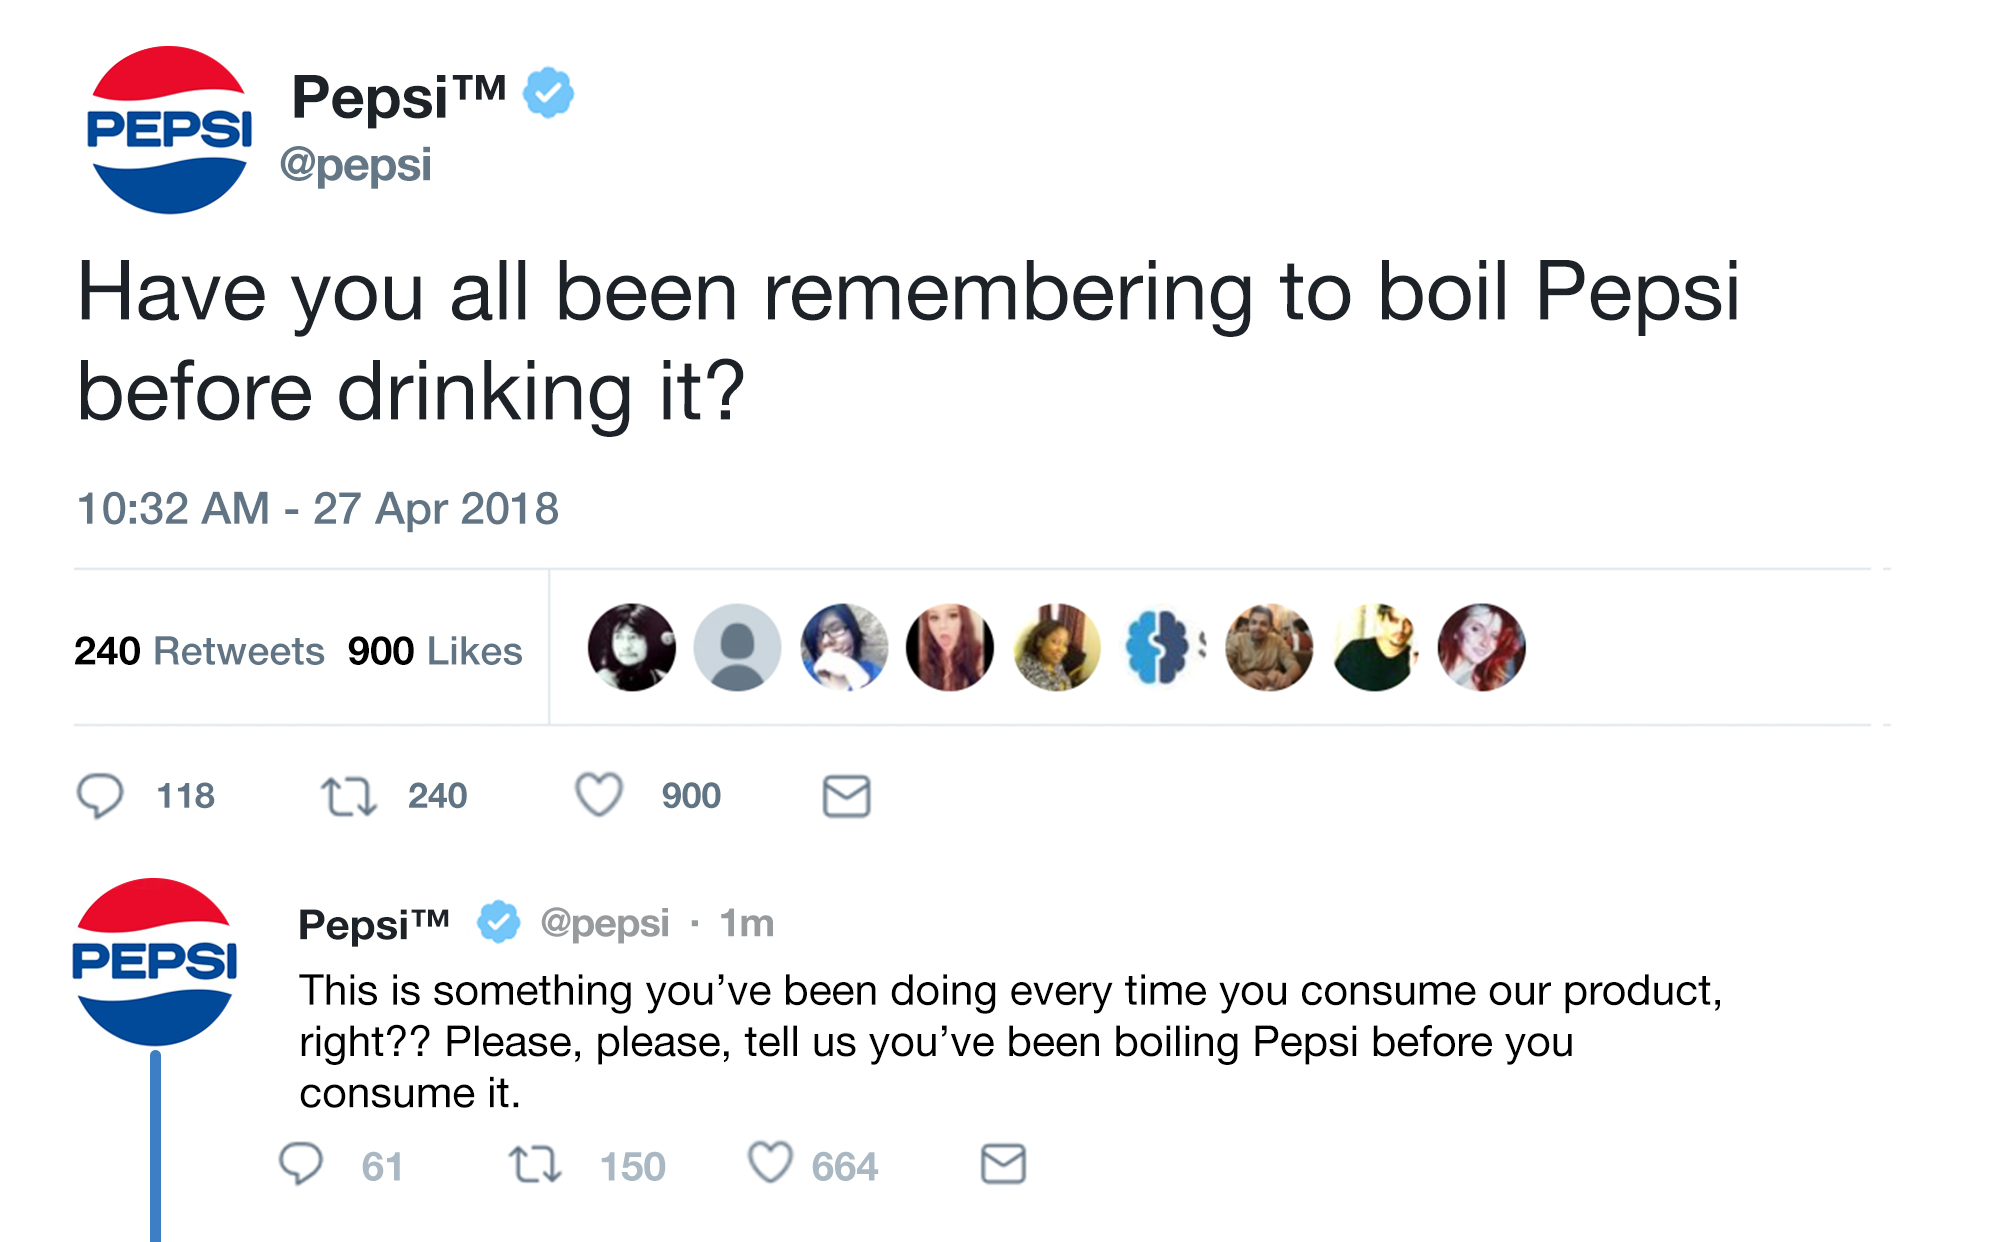 PEPSI
Pepsi™
@pepsi
Have you all been remembering to boil Pepsi
before drinking it?
10:32 AM - 27 Apr 2018
240 Retweets 900 Likes
118 240 900
PEPSI
Pepsi™ @pepsi · 1m
This is something you’ve been doing every time you consume our product,
right?? Please, please, tell us you’ve been boiling Pepsi before you
consume it.
61 150 664